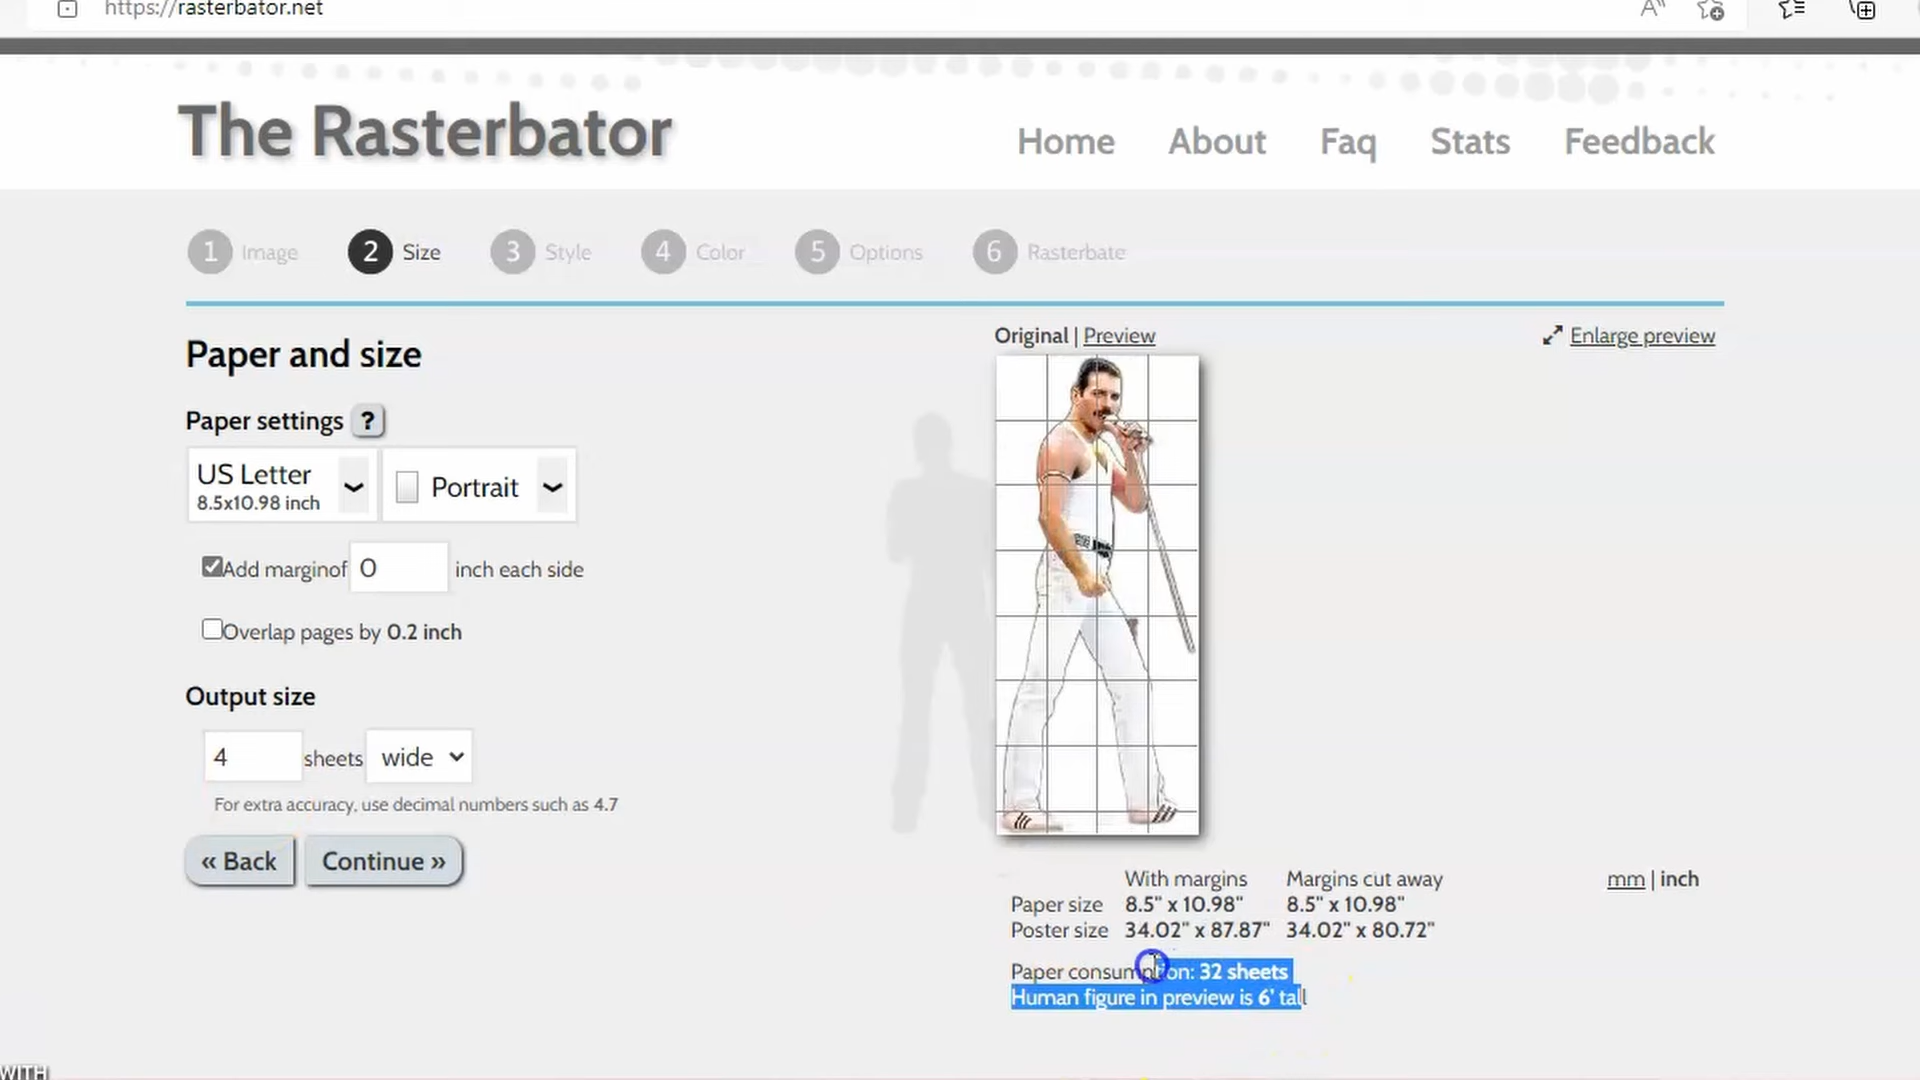 https://rasterbator.net
The Rasterbator
Home About Faq Stats Feedback
1 Image 2 Size 3 Style 4 Color 5 Options 6 Rasterbate
Paper and size
Original | Preview
Enlarge preview
Paper settings ?
US Letter
8.5x10.98 inch
Portrait
Add marginof 0 inch each side
Overlap pages by 0.2 inch
Output size
4 sheets wide
For extra accuracy, use decimal numbers such as 4.7
« Back Continue »
With margins Margins cut away mm | inch
Paper size 8.5" x 10.98" 8.5" x 10.98"
Poster size 34.02" x 87.87" 34.02" x 80.72"
Paper consumption: 32 sheets
Human figure in preview is 6' tall
WITH